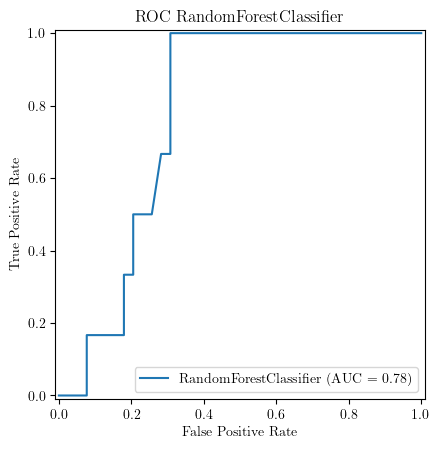 ROC RandomForestClassifier
1.0
0.8
0.6
0.4
0.2
0.0
True Positive Rate
RandomForestClassifier (AUC = 0.78)
0.0 0.2 0.4 0.6 0.8 1.0
False Positive Rate